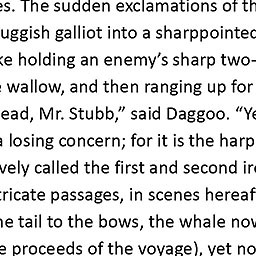 es. The sudden exclamations of th
uggish galliot into a sharppointed
ke holding an enemy’s sharp two-
wallow, and then ranging up for
ead, Mr. Stubb,” said Daggoo. “Ye
a losing concern; for it is the harp
vely called the first and second ir
tricate passages, in scenes hereaf
he tail to the bows, the whale now
e proceeds of the voyage), yet no